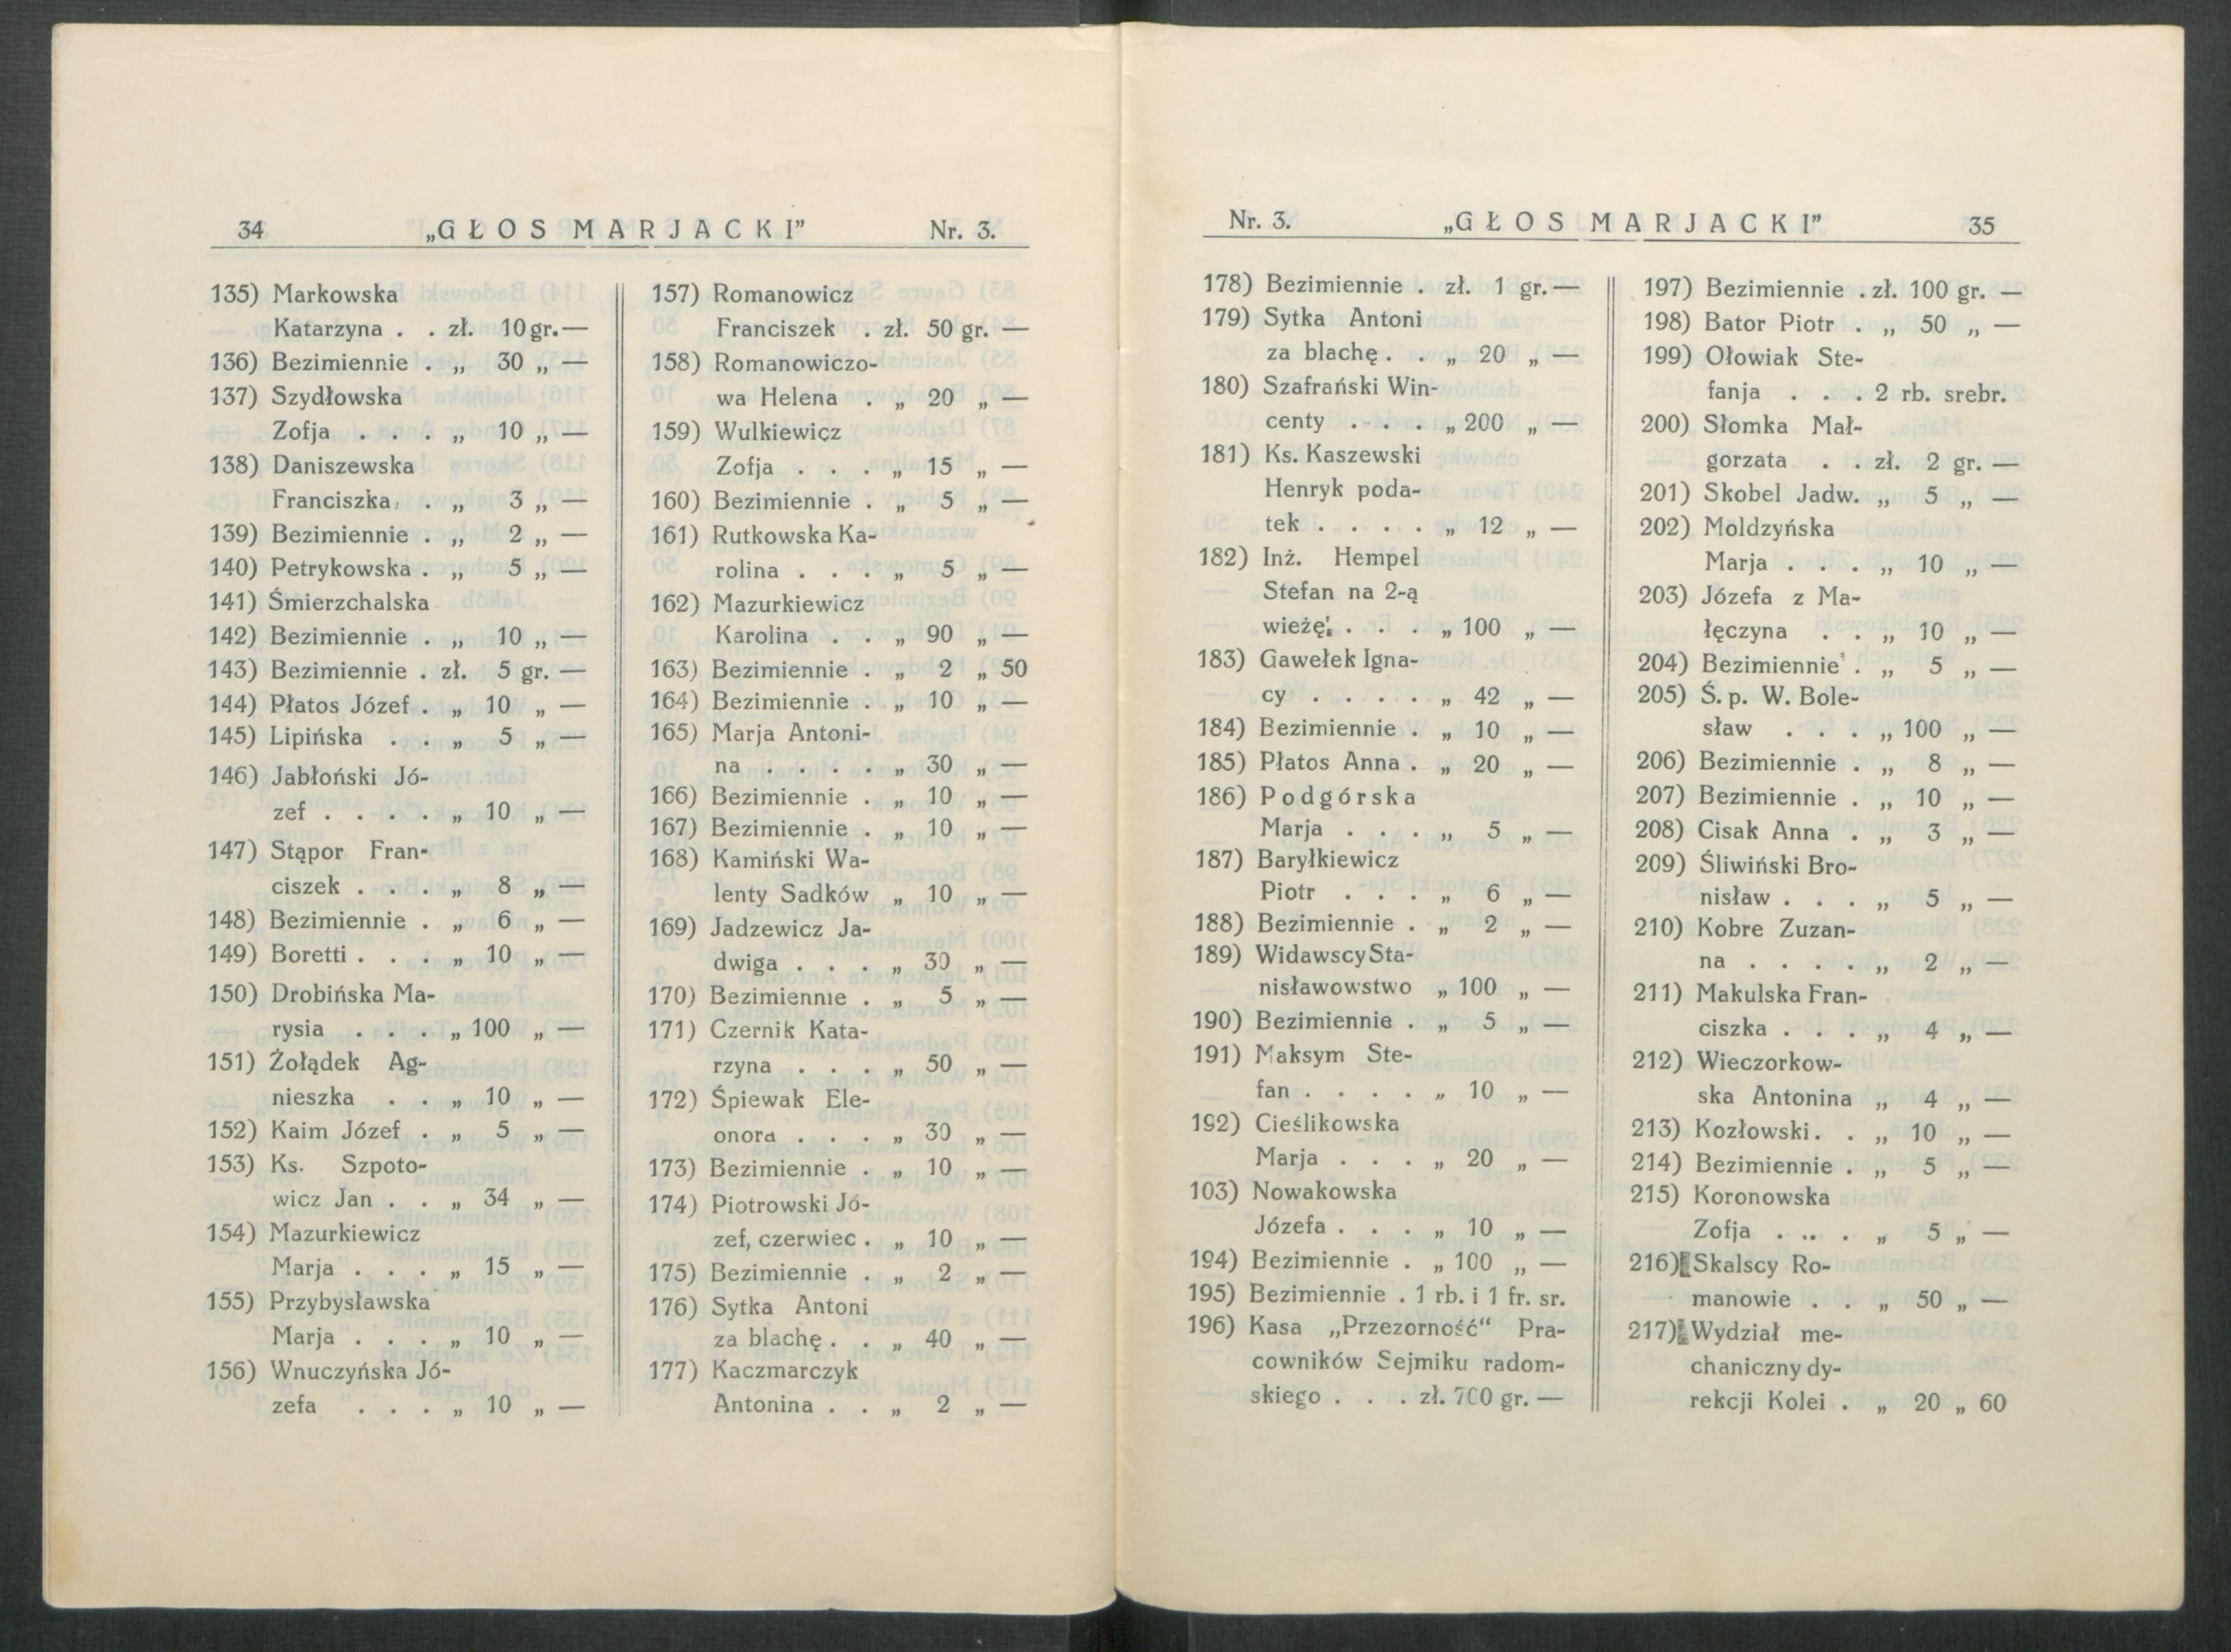 34 „GŁOS MARJACKI” Nr. 3.
135) Markowska
Katarzyna . . zł. 10 gr. —
136) Bezimiennie . „ 30 „ —
137) Szydłowska
Zofja . . . „ 10 „ —
138) Daniszewska
Franciszka . . „ 3 „ —
139) Bezimiennie . „ 2 „ —
140) Petrykowska . „ 5 „ —
141) Śmierzchalska
142) Bezimiennie . „ 10 „ —
143) Bezimiennie . zł. 5 gr. —
144) Płatos Józef . „ 10 „ —
145) Lipińska . . „ 5 „ —
146) Jabłoński Jó-
zef . . . . „ 10 „ —
147) Stąpor Fran-
ciszek . . . „ 8 „ —
148) Bezimiennie . „ 6 „ —
149) Boretti . . . „ 10 „ —
150) Drobińska Ma-
rysia . . . „ 100 „ —
151) Żołądek Ag-
nieszka . . „ 10 „ —
152) Kaim Józef . „ 5 „ —
153) Ks. Szpoto-
wicz Jan . . „ 34 „ —
154) Mazurkiewicz
Marja . . . „ 15 „ —
155) Przybysławska
Marja . . . „ 10 „ —
156) Wnuczyńska Jó-
zefa . . . „ 10 „ —
157) Romanowicz
Franciszek . zł. 50 gr. —
158) Romanowiczo-
wa Helena . „ 20 „ —
159) Wulkiewicz
Zofja . . . „ 15 „ —
160) Bezimiennie . „ 5 „ —
161) Rutkowska Ka-
rolina . . . „ 5 „ —
162) Mazurkiewicz
Karolina . . „ 90 „ —
163) Bezimiennie . „ 2 „ 50
164) Bezimiennie . „ 10 „ —
165) Marja Antoni-
na . . . . „ 30 „ —
166) Bezimiennie . „ 10 „ —
167) Bezimiennie . „ 10 „ —
168) Kamiński Wa-
lenty Sadków „ 10 „ —
169) Jadzewicz Ja-
dwiga . . . „ 30 „ —
170) Bezimiennie . „ 5 „ —
171) Czernik Kata-
rzyna . . . „ 50 „ —
172) Śpiewak Ele-
onora . . . „ 30 „ —
173) Bezimiennie . „ 10 „ —
174) Piotrowski Jó-
zef, czerwiec . „ 10 „ —
175) Bezimiennie . „ 2 „ —
176) Sytka Antoni
za blachę . . „ 40 „ —
177) Kaczmarczyk
Antonina . . „ 2 „ —
Nr. 3. „GŁOS MARJACKI” 35
178) Bezimiennie . zł. 1 gr. —
179) Sytka Antoni
za blachę . . „ 20 „ —
180) Szafrański Win-
centy . . . „ 200 „ —
181) Ks. Kaszewski
Henryk poda-
tek . . . . „ 12 „ —
182) Inż. Hempel
Stefan na 2-ą
wieżę . . . „ 100 „ —
183) Gawełek Igna-
cy . . . . . „ 42 „ —
184) Bezimiennie . „ 10 „ —
185) Płatos Anna . „ 20 „ —
186) Podgórska
Marja . . . „ 5 „ —
187) Baryłkiewicz
Piotr . . . „ 6 „ —
188) Bezimiennie . „ 2 „ —
189) Widawscy Sta-
nisławowstwo „ 100 „ —
190) Bezimiennie . „ 5 „ —
191) Maksym Ste-
fan . . . . „ 10 „ —
192) Cieślikowska
Marja . . . „ 20 „ —
103) Nowakowska
Józefa . . . „ 10 „ —
194) Bezimiennie . „ 100 „ —
195) Bezimiennie . 1 rb. i 1 fr. sr.
196) Kasa „Przezorność“ Pra-
cowników Sejmiku radom-
skiego . . . zł. 700 gr. —
197) Bezimiennie . zł. 100 gr. —
198) Bator Piotr . „ 50 „ —
199) Ołowiak Ste-
fanja . . . 2 rb. srebr.
200) Słomka Mał-
gorzata . . zł. 2 gr. —
201) Skobel Jadw. „ 5 „ —
202) Moldzyńska
Marja . . . „ 10 „ —
203) Józefa z Ma-
łęczyna . . „ 10 „ —
204) Bezimiennie . „ 5 „ —
205) Ś. p. W. Bole-
sław . . . „ 100 „ —
206) Bezimiennie . „ 8 „ —
207) Bezimiennie . „ 10 „ —
208) Cisak Anna . „ 3 „ —
209) Śliwiński Bro-
nisław . . . „ 5 „ —
210) Kobre Zuzan-
na . . . . „ 2 „ —
211) Makulska Fran-
ciszka . . . „ 4 „ —
212) Wieczorkow-
ska Antonina „ 4 „ —
213) Kozłowski . . „ 10 „ —
214) Bezimiennie . „ 5 „ —
215) Koronowska
Zofja . .. . „ 5 „ —
216) Skalscy Ro-
manowie . . „ 50 „ —
217) Wydział me-
chaniczny dy-
rekcji Kolei . „ 20 „ 60